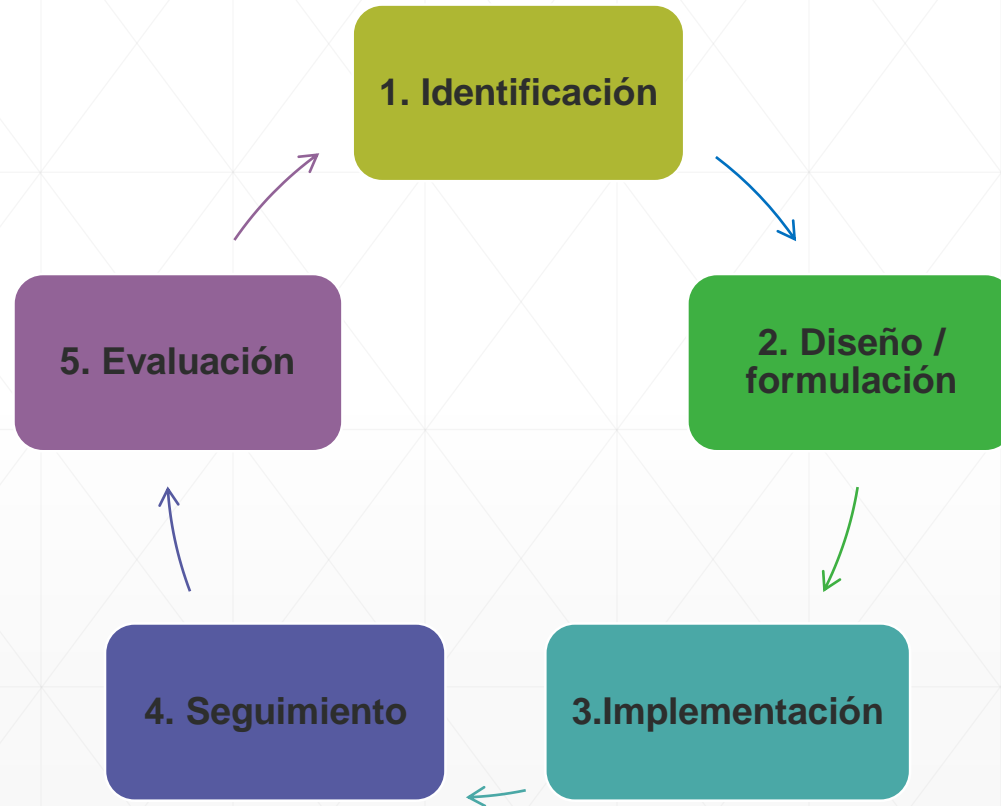 1. Identificación
2. Diseño /
formulación
3.Implementación
4. Seguimiento
5. Evaluación